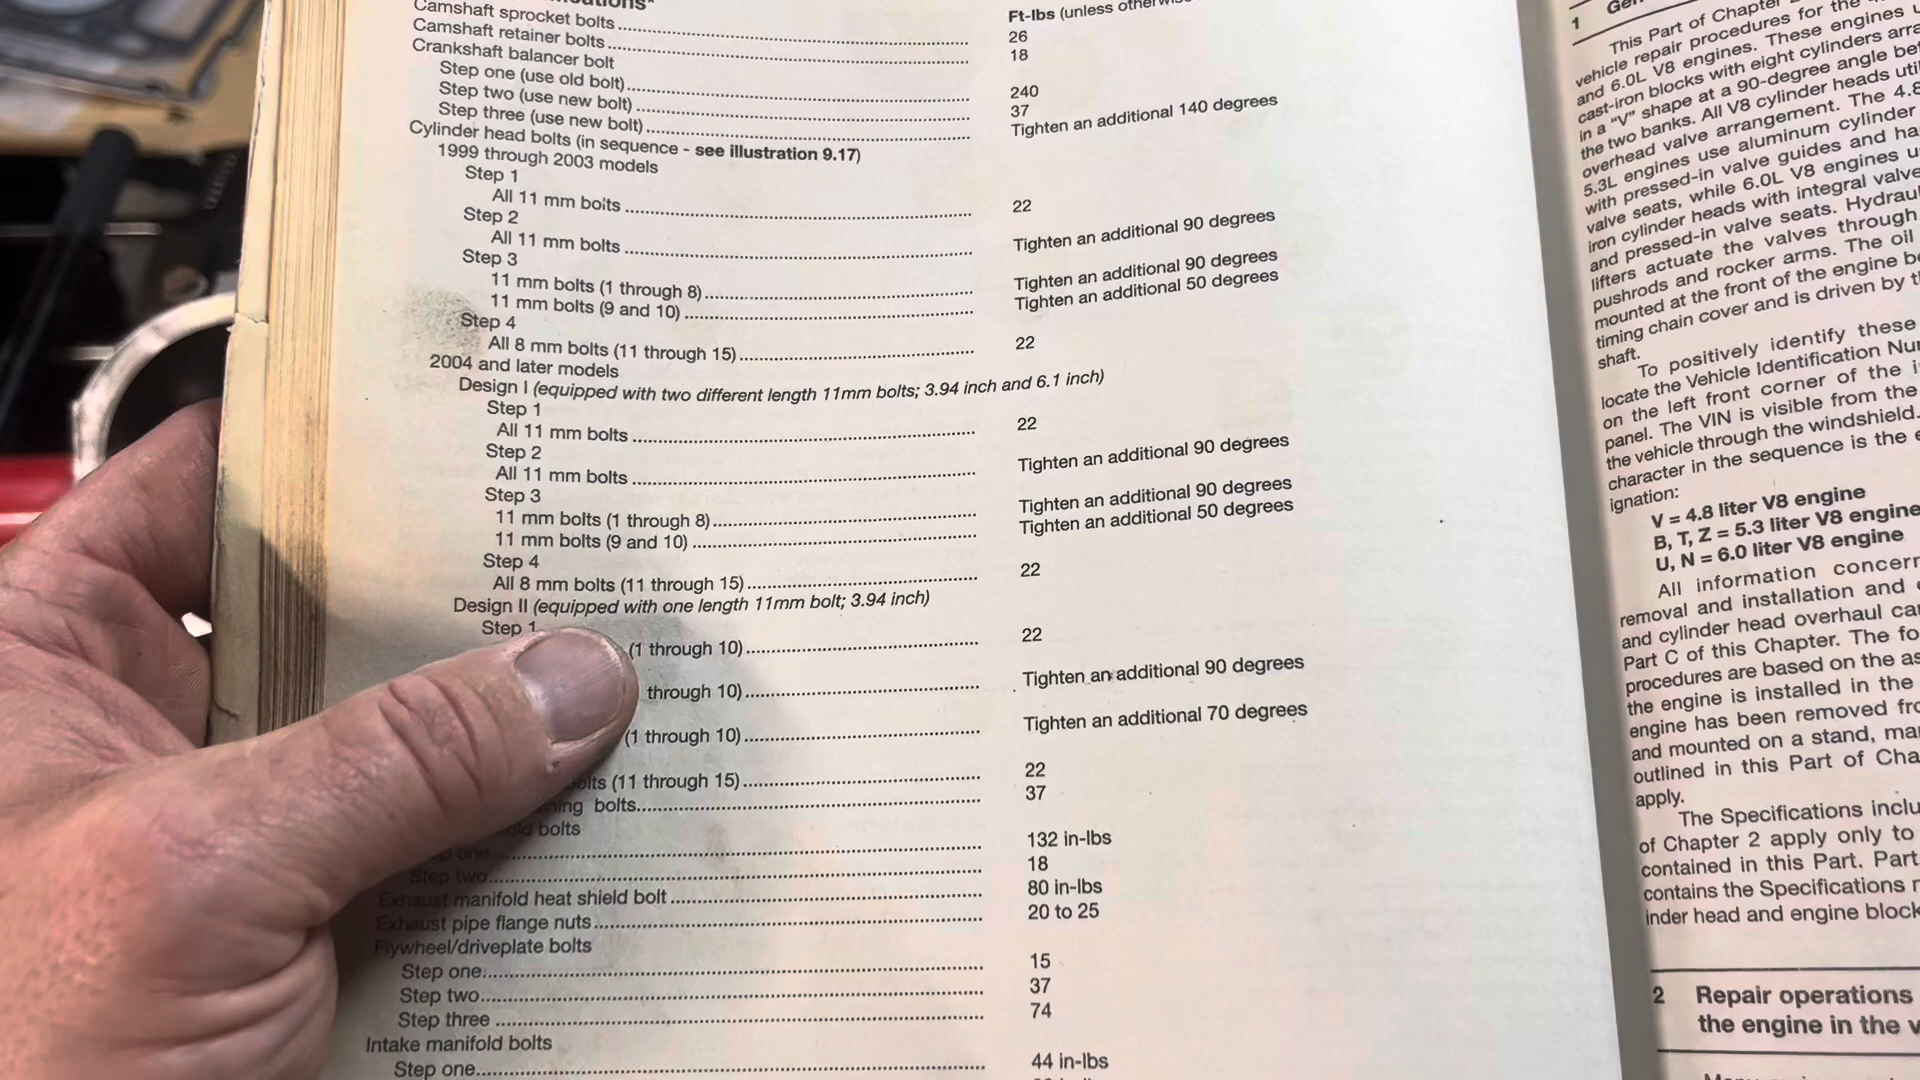 Camshaft sprocket bolts
Ft-lbs (unless
26
Camshaft retainer bolts
18
Crankshaft balancer bolt
Step one (use old bolt)
240
Step two (use new bolt)
37
Step three (use new bolt)
Tighten an additional 140 degrees
Cylinder head bolts (in sequence - see illustration 9.17)
1999 through 2003 models
Step 1
All 11 mm bolts
22
Step 2
All 11 mm bolts
Tighten an additional 90 degrees
Step 3
11 mm bolts (1 through 8)
Tighten an additional 90 degrees
11 mm bolts (9 and 10)
Tighten an additional 50 degrees
Step 4
All 8 mm bolts (11 through 15)
22
2004 and later models
Design I (equipped with two different length 11mm bolts; 3.94 inch and 6.1 inch)
Step 1
All 11 mm bolts
22
Step 2
All 11 mm bolts
Tighten an additional 90 degrees
Step 3
11 mm bolts (1 through 8)
Tighten an additional 90 degrees
11 mm bolts (9 and 10)
Tighten an additional 50 degrees
Step 4
All 8 mm bolts (11 through 15)
22
Design II (equipped with one length 11mm bolt; 3.94 inch)
Step 1
(1 through 10)
22
through 10)
Tighten an additional 90 degrees
(1 through 10)
Tighten an additional 70 degrees
(11 through 15)
22
bolts
37
bolts
132 in-lbs
Step two
18
Exhaust manifold heat shield bolt
80 in-lbs
Exhaust pipe flange nuts
20 to 25
Flywheel/driveplate bolts
Step one
15
Step two
37
Step three
74
Intake manifold bolts
Step one
44 in-lbs
1
This Part of Chapter
vehicle repair procedures for the
and 6.0L V8 engines. These engines
cast-iron blocks with eight cylinders
in a "V" shape at a 90-degree angle
the two banks. All V8 cylinder heads
overhead valve arrangement. The
5.3L engines use aluminum cylinder
with pressed-in valve guides and
valve seats, while 6.0L V8 engines
iron cylinder heads with integral
and pressed-in valve seats.
lifters actuate the valves through
pushrods and rocker arms. The oil
mounted at the front of the engine
timing chain cover and is driven by
shaft.
To positively identify these
locate the Vehicle Identification
on the left front corner of the
panel. The VIN is visible from the
the vehicle through the windshield.
character in the sequence is the
ignation:
V = 4.8 liter V8 engine
B, T, Z = 5.3 liter V8 engine
U, N = 6.0 liter V8 engine
All information
removal and installation and
and cylinder head overhaul
Part C of this Chapter. The
procedures are based on the
the engine is installed in the
engine has been removed
and mounted on a stand,
outlined in this Part of
apply.
The Specifications
of Chapter 2 apply only to
contained in this Part. Part
contains the Specifications
inder head and engine block
2 Repair operations
the engine in the